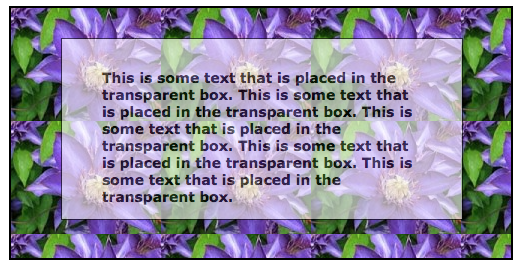 This is some text that is placed in the
transparent box. This is some text that
is placed in the transparent box. This is
some text that is placed in the
transparent box. This is some text that
is placed in the transparent box. This is
some text that is placed in the
transparent box.